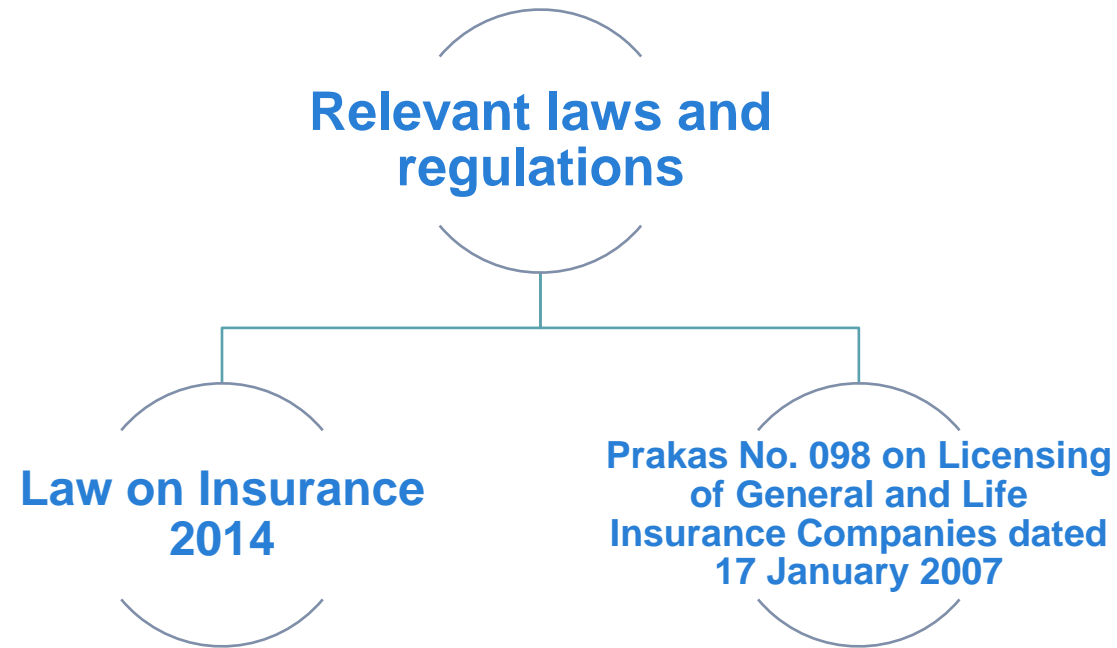 Relevant laws and
regulations
Law on Insurance
2014
Prakas No. 098 on Licensing
of General and Life
Insurance Companies dated
17 January 2007